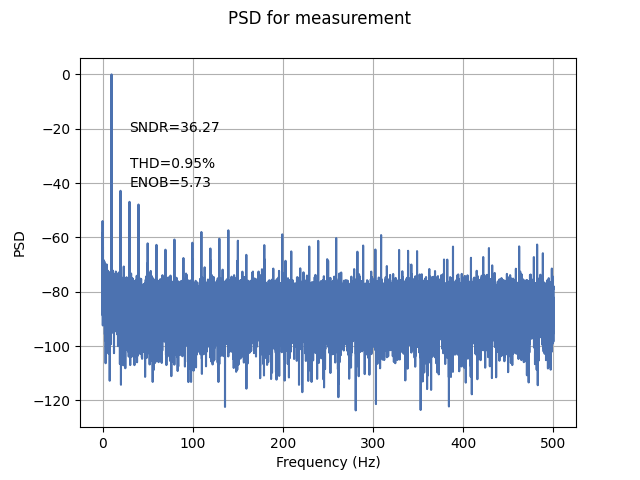 PSD for measurement
0
−20
−40
−60
−80
−100
−120
PSD
SNDR=36.27
THD=0.95%
ENOB=5.73
0
100
200
300
400
500
Frequency (Hz)